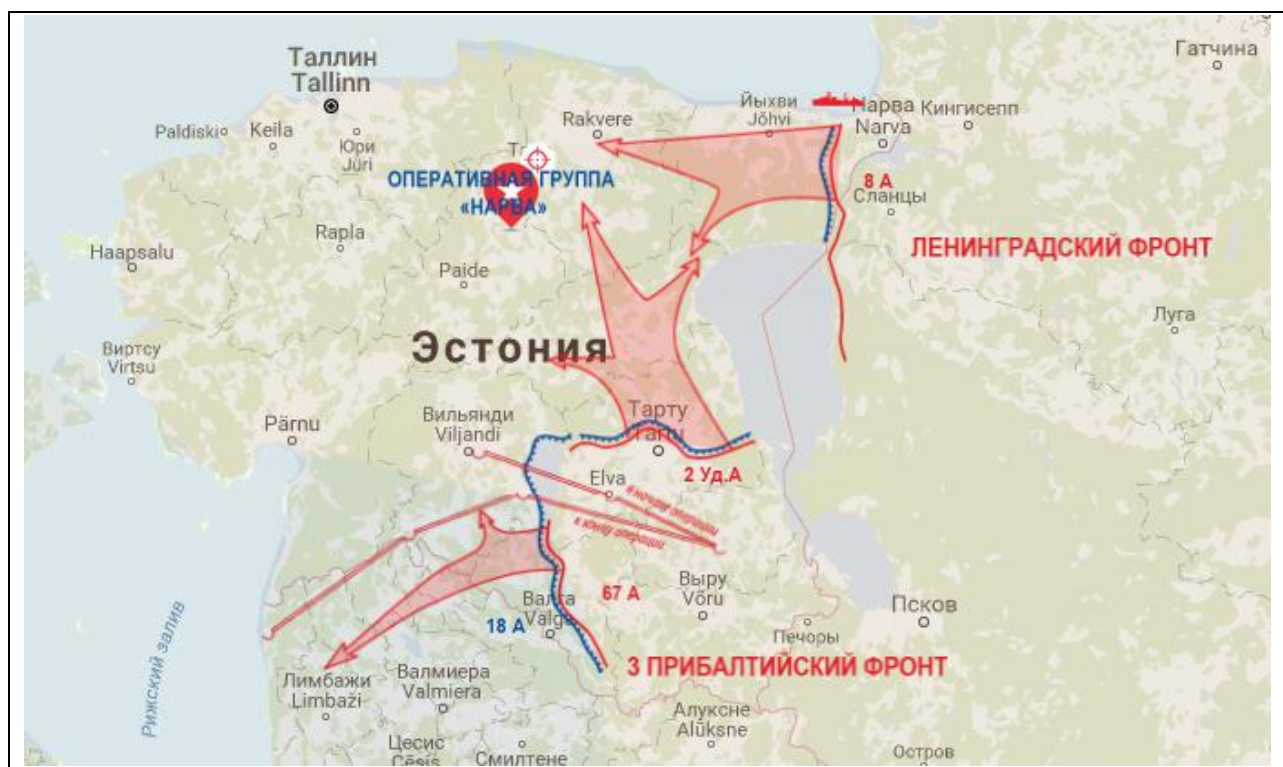 Гатчина
Таллин
Tallinn
Paldiski
Keila
Юри
Jüri
Rakvere
Йыхви
Jõhvi
Нарва
Narva
Кингисепп
ОПЕРАТИВНАЯ ГРУППА
«НАРВА»
8 А
Сланцы
Haapsalu
Rapla
Paide
ЛЕНИНГРАДСКИЙ ФРОНТ
Луга
Эстония
Виртсу
Virtsu
Pärnu
Вильянди
Viljandi
Тарту
Tartu
2 Уд.А
Elva
к началу операции
к концу операции
67 А
Выру
Võru
Псков
Печоры
18 А
Валга
Valga
3 ПРИБАЛТИЙСКИЙ ФРОНТ
Рижский залив
Лимбажи
Limbaži
Валмиера
Valmiera
Алуксне
Alūksne
Цесис
Cēsis
Смилтене
Остров